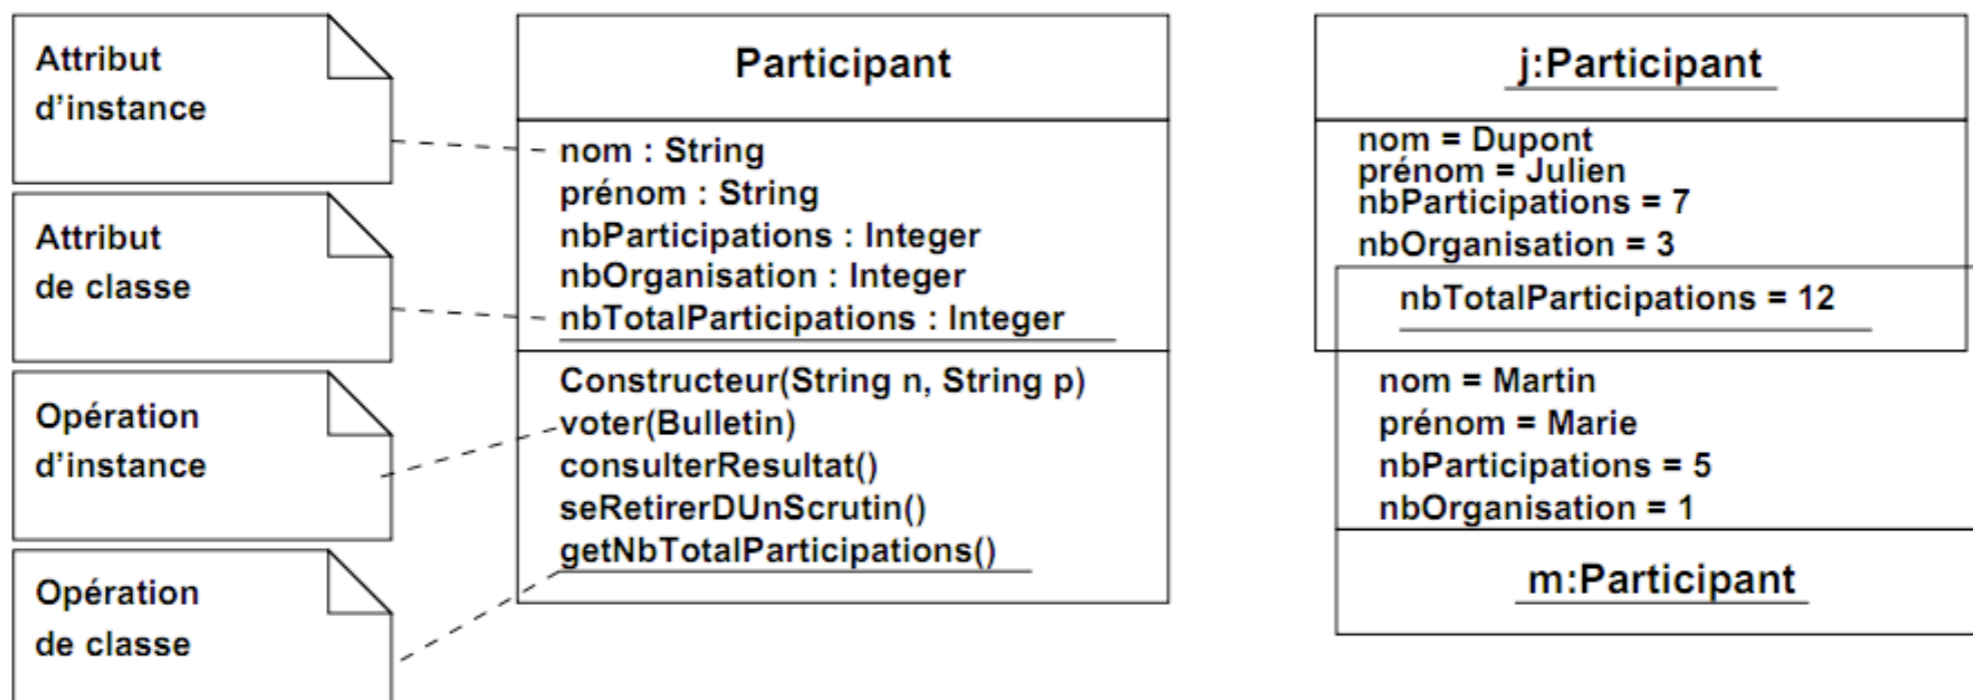 Attribut
d’instance
Attribut
de classe
Opération
d’instance
Opération
de classe
Participant
nom : String
prénom : String
nbParticipations : Integer
nbOrganisation : Integer
nbTotalParticipations : Integer
Constructeur(String n, String p)
voter(Bulletin)
consulterResultat()
seRetirerDUnScrutin()
getNbTotalParticipations()
j:Participant
nom = Dupont
prénom = Julien
nbParticipations = 7
nbOrganisation = 3
nbTotalParticipations = 12
nom = Martin
prénom = Marie
nbParticipations = 5
nbOrganisation = 1
m:Participant